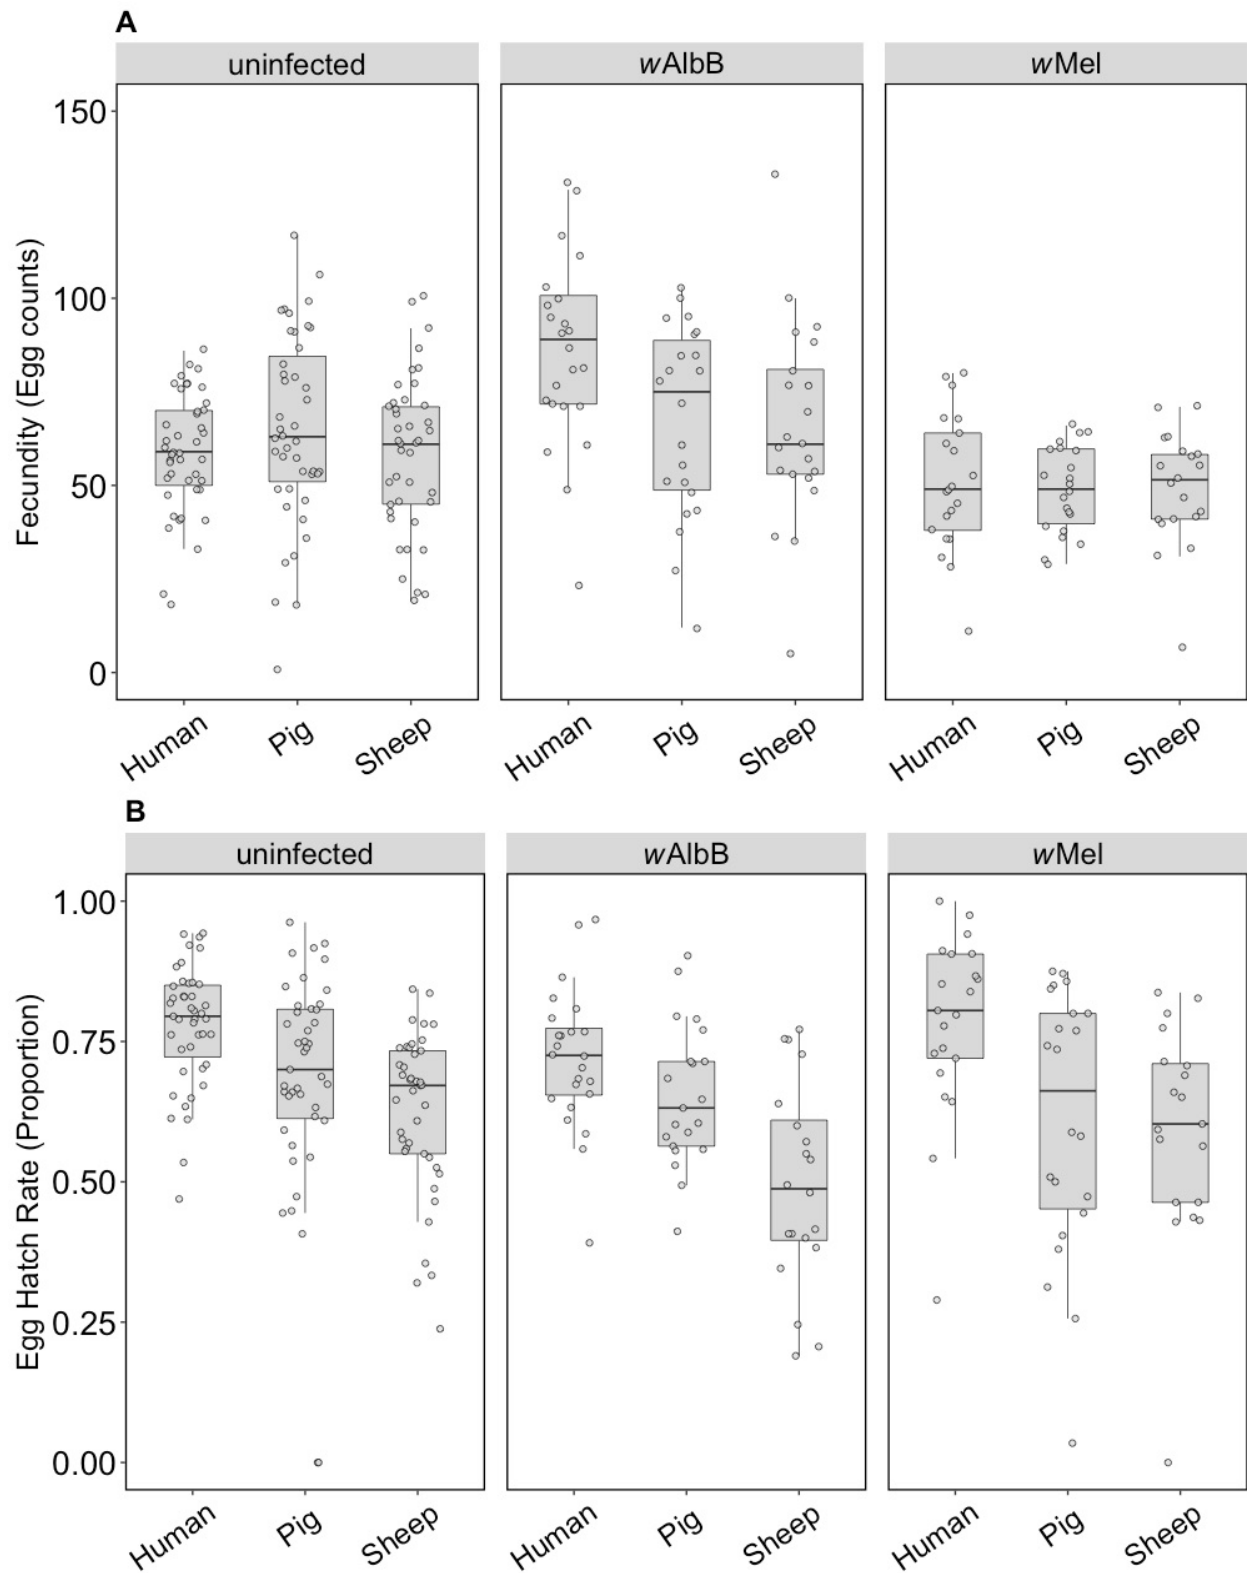 A
uninfected wAlbB wMel
150
100
50
0
Fecundity (Egg counts)
Human Pig Sheep Human Pig Sheep Human Pig Sheep
B
uninfected wAlbB wMel
1.00
0.75
0.50
0.25
0.00
Egg Hatch Rate (Proportion)
Human Pig Sheep Human Pig Sheep Human Pig Sheep